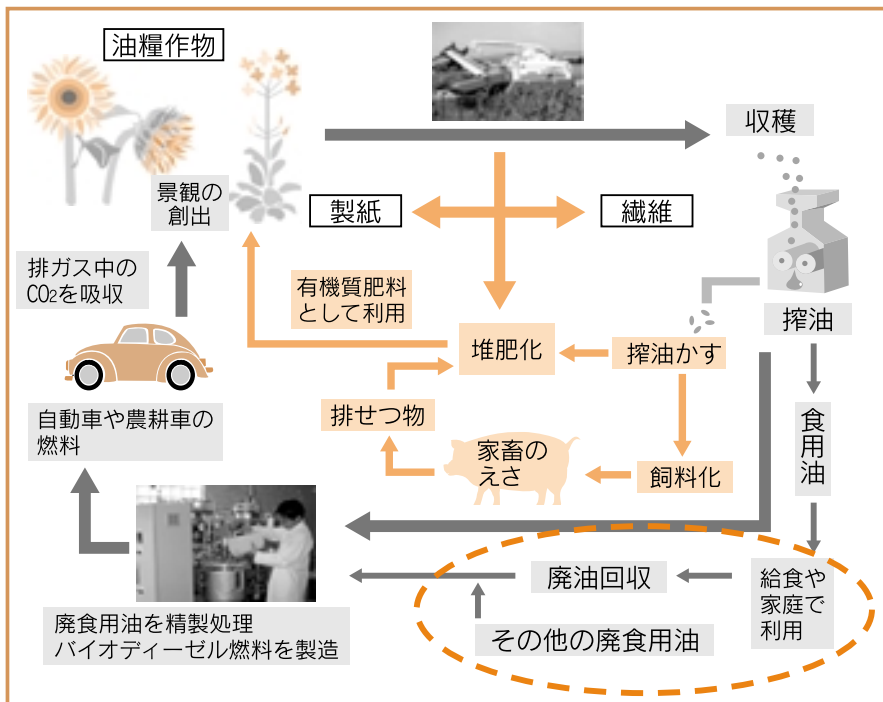 油糧作物
収穫
景観の
創出
製紙
繊維
排ガス中の
CO2を吸収
有機質肥料
として利用
搾油
堆肥化
搾油かす
排せつ物
自動車や農耕車の
燃料
家畜の
えさ
飼料化
食用油
廃油回収
給食や
家庭で
利用
その他の廃食用油
廃食用油を精製処理
バイオディーゼル燃料を製造